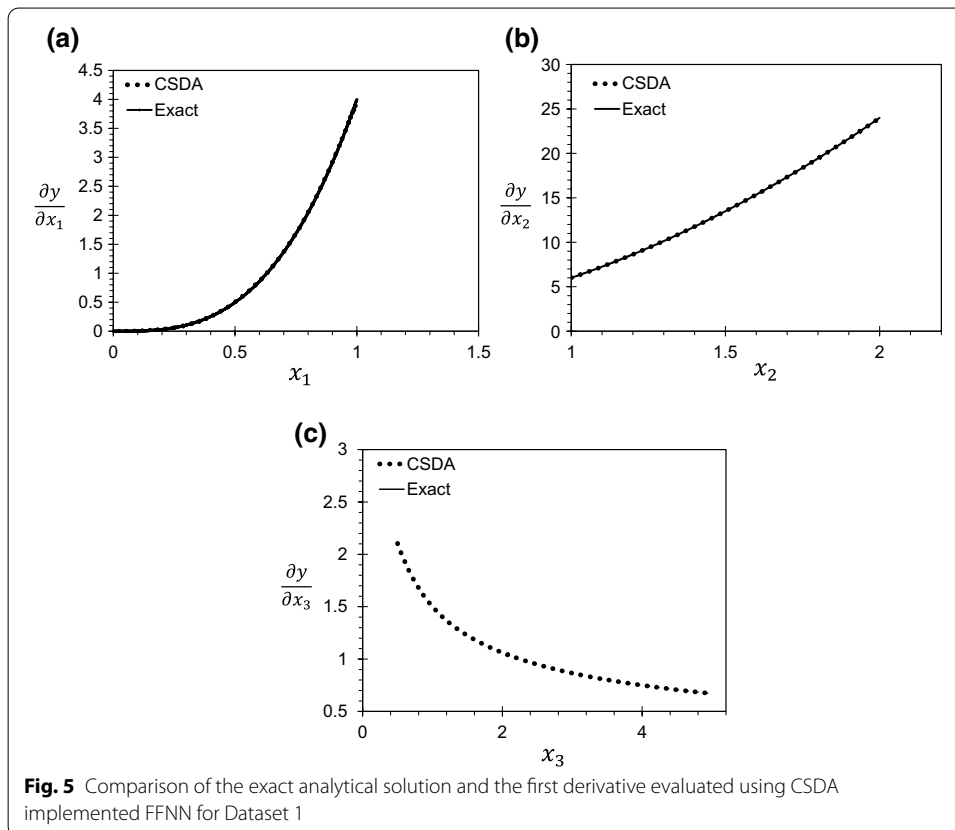 (a)
4.5
4
3.5
3
2.5
2
1.5
1
0.5
0
CSDA
Exact
∂y
∂x₁
0 0.5 1 1.5
x₁
(b)
30
25
20
15
10
5
0
CSDA
Exact
∂y
∂x₂
1 1.5 2
x₂
(c)
3
2.5
2
1.5
1
0.5
CSDA
Exact
∂y
∂x₃
0 2 4
x₃
Fig. 5 Comparison of the exact analytical solution and the first derivative evaluated using CSDA
implemented FFNN for Dataset 1